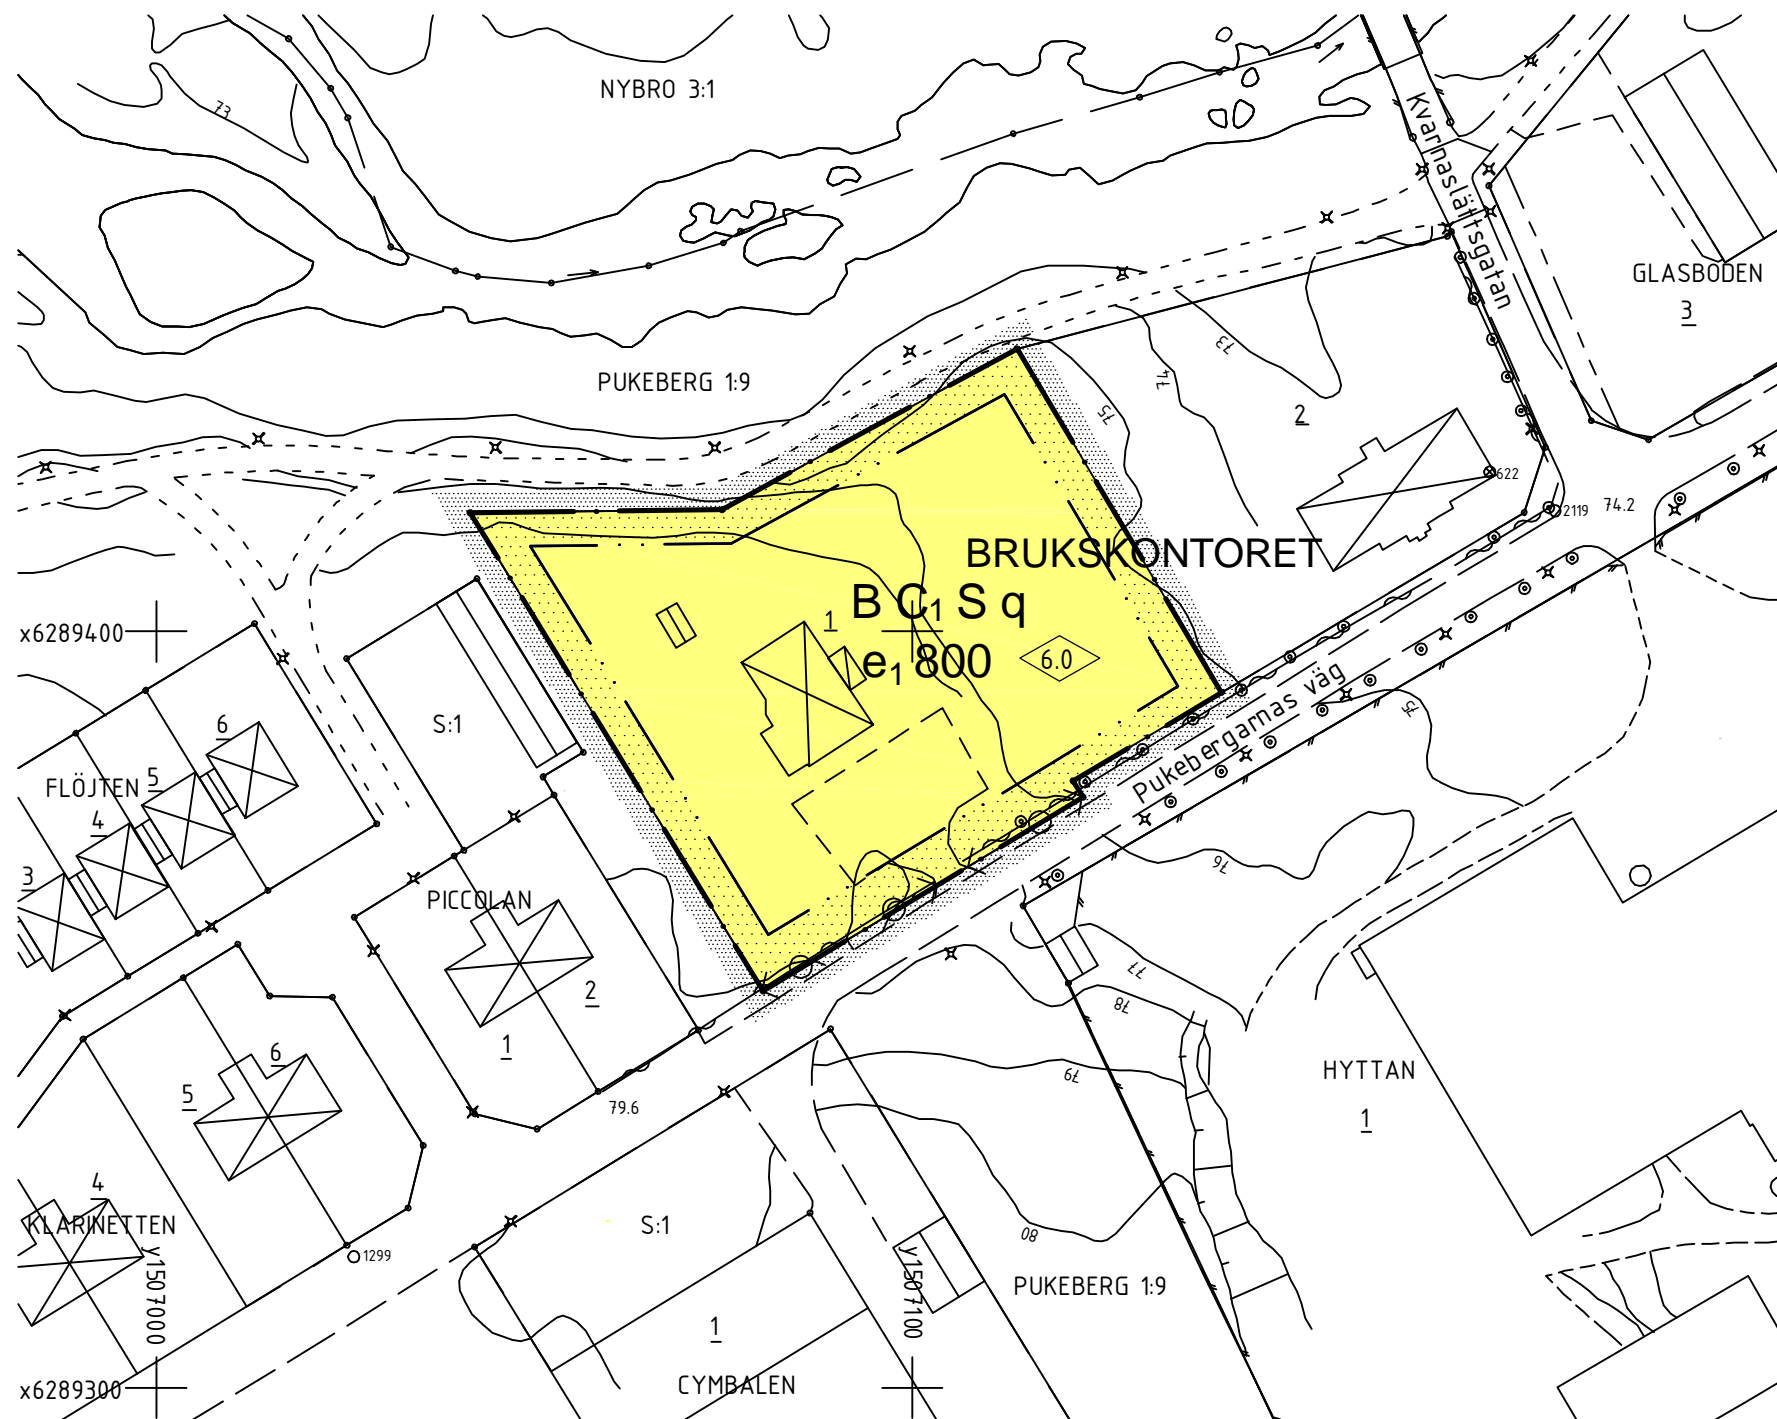 NYBRO 3:1
73
Kvarnaslättsgatan
GLASBODEN
3
PUKEBERG 1:9
73
74
75
2
622
2119
74.2
BRUKSKONTORET
1
B C₁ S q
e₁ 800
6.0
x6289400
S:1
6
FLÖJTEN
5
4
3
Pukebergarnas väg
75
76
PICCOLAN
2
1
77
78
79
HYTTAN
1
6
5
79.6
4
KLARINETTEN
1299
S:1
80
y1507000
y1507100
PUKEBERG 1:9
1
CYMBALEN
x6289300